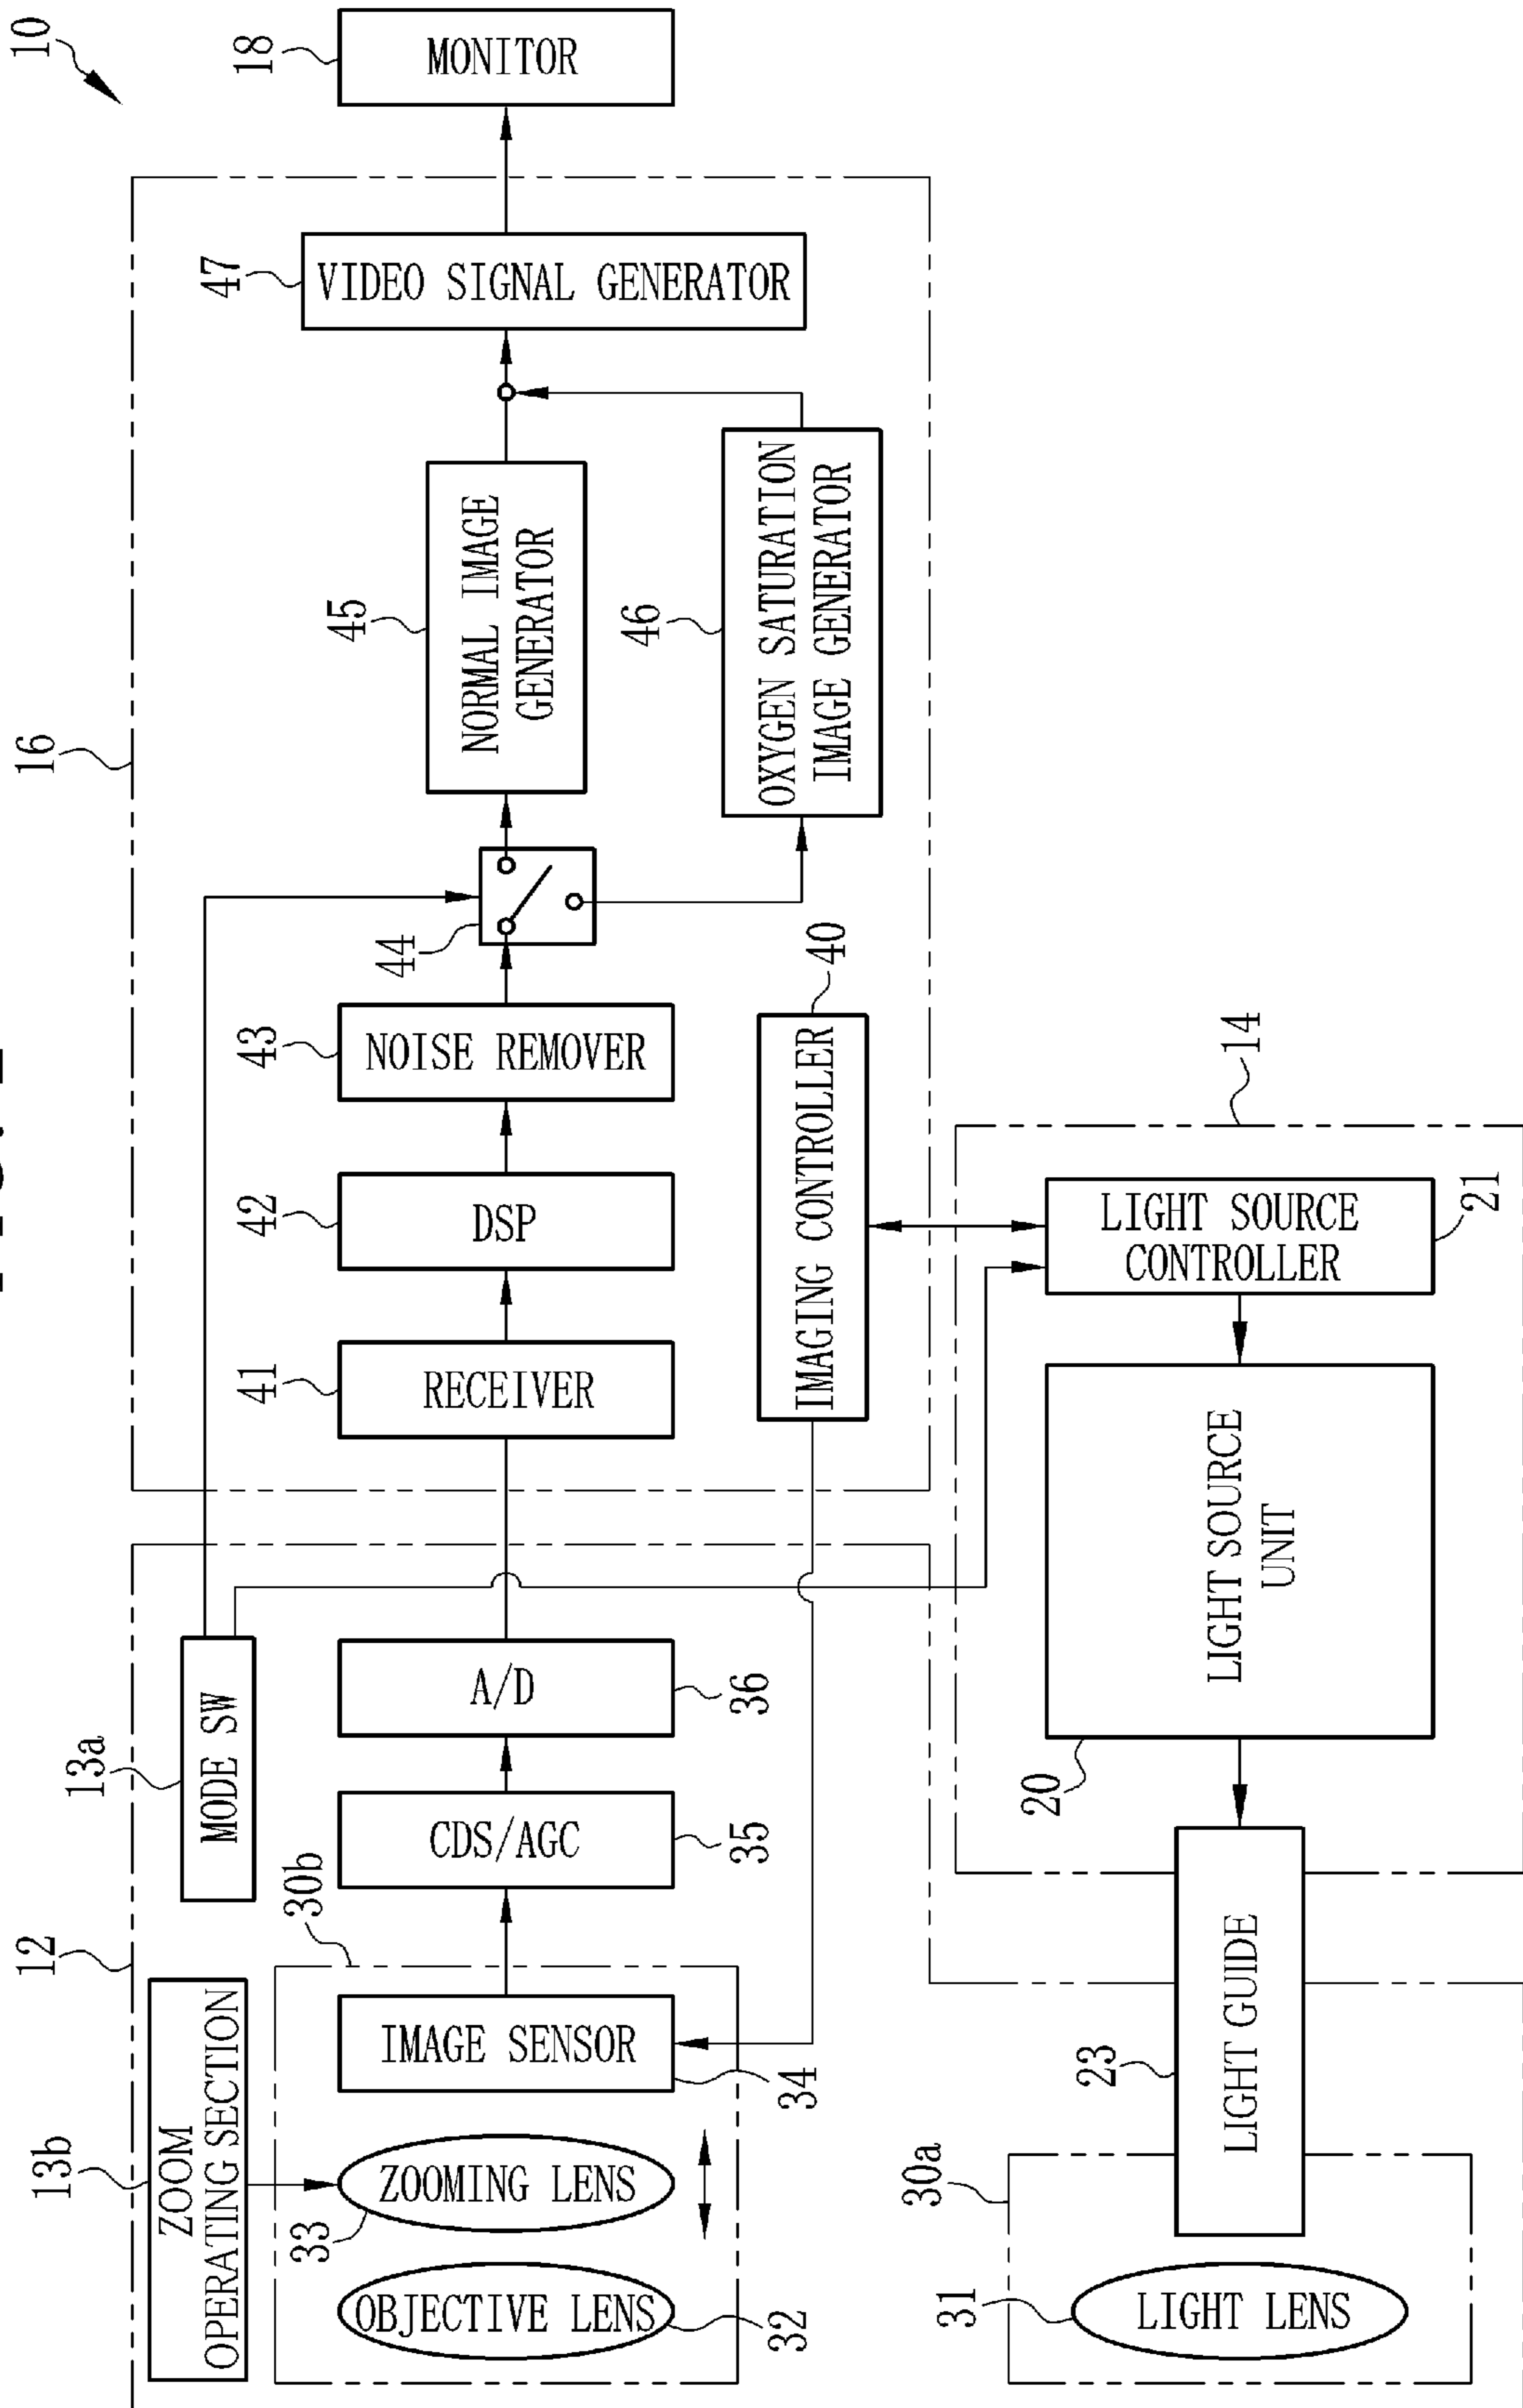 10
12
16
13b
ZOOM
OPERATING SECTION
13a
MODE SW
30b
33
ZOOMING LENS
OBJECTIVE LENS
32
IMAGE SENSOR
34
CDS/AGC
35
A/D
36
41
RECEIVER
42
DSP
43
NOISE REMOVER
44
45
NORMAL IMAGE
GENERATOR
46
OXYGEN SATURATION
IMAGE GENERATOR
47
VIDEO SIGNAL GENERATOR
18
MONITOR
40
IMAGING CONTROLLER
30a
31
LIGHT LENS
23
LIGHT GUIDE
20
LIGHT SOURCE
UNIT
14
LIGHT SOURCE
CONTROLLER
21